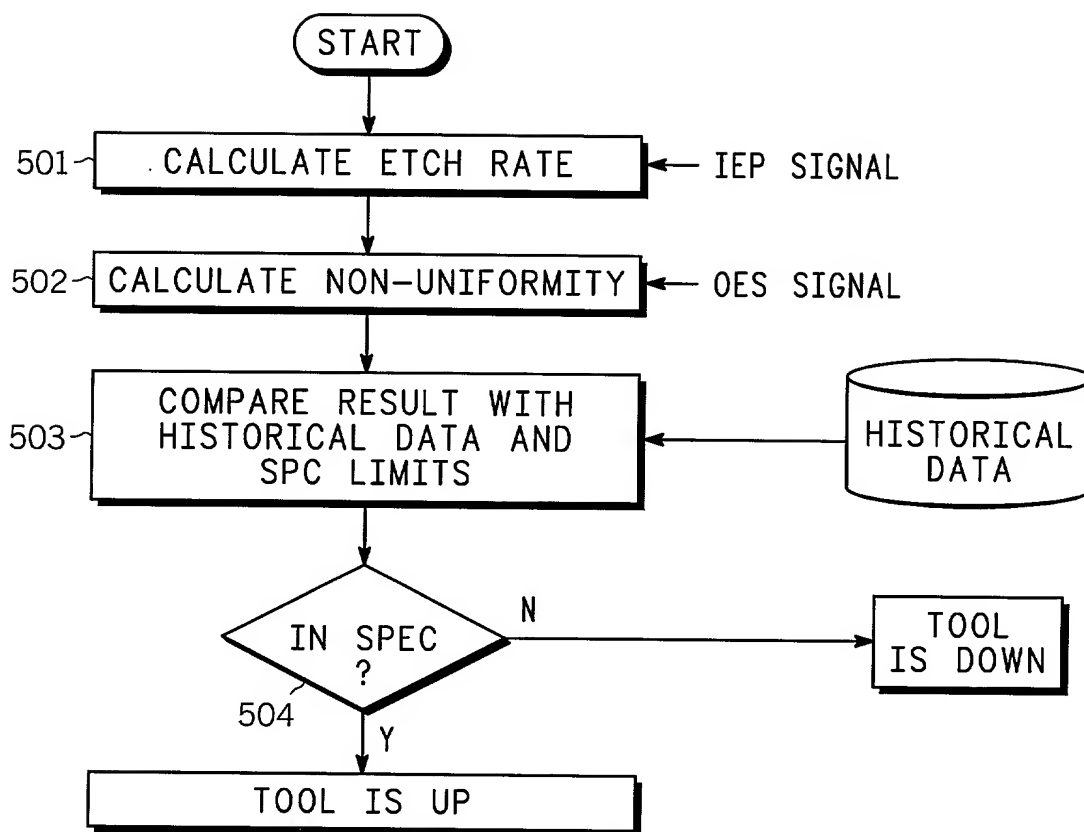 START
501
CALCULATE ETCH RATE
IEP SIGNAL
502
CALCULATE NON-UNIFORMITY
OES SIGNAL
503
COMPARE RESULT WITH
HISTORICAL DATA AND
SPC LIMITS
HISTORICAL
DATA
IN SPEC
?
504
N
TOOL
IS DOWN
Y
TOOL IS UP